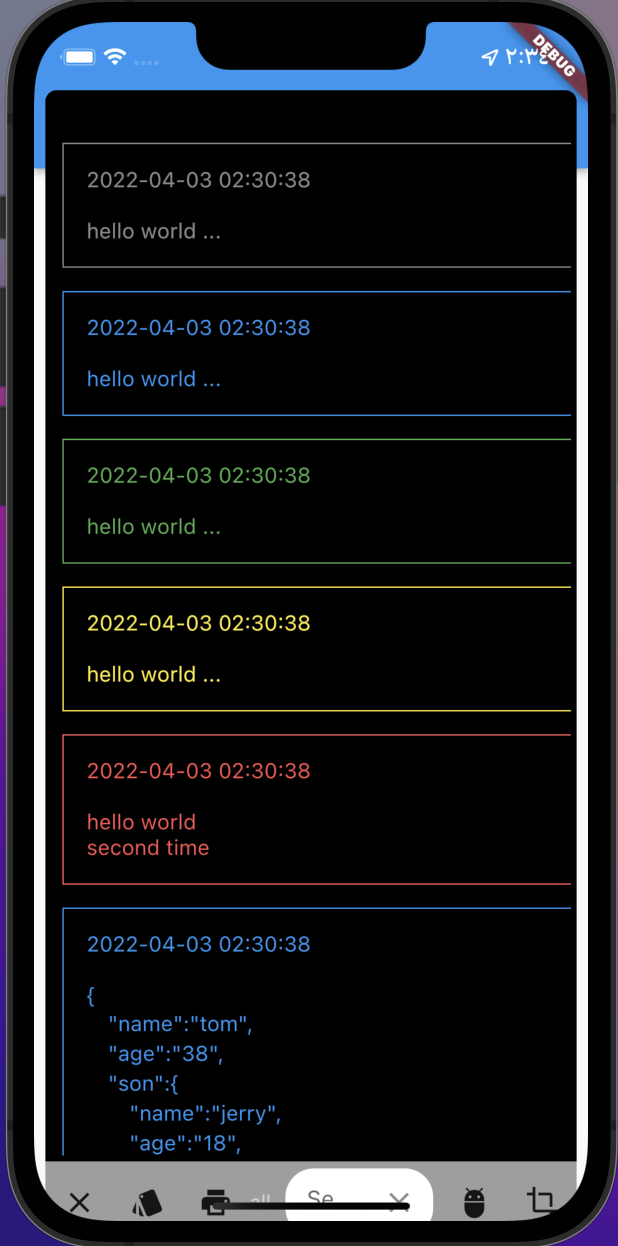 ٢:٣٤
DEBUG
2022-04-03 02:30:38
hello world ...
2022-04-03 02:30:38
hello world ...
2022-04-03 02:30:38
hello world ...
2022-04-03 02:30:38
hello world ...
2022-04-03 02:30:38
hello world
second time
2022-04-03 02:30:38
{
"name":"tom",
"age":"38",
"son":{
"name":"jerry",
"age":"18",
all
Se